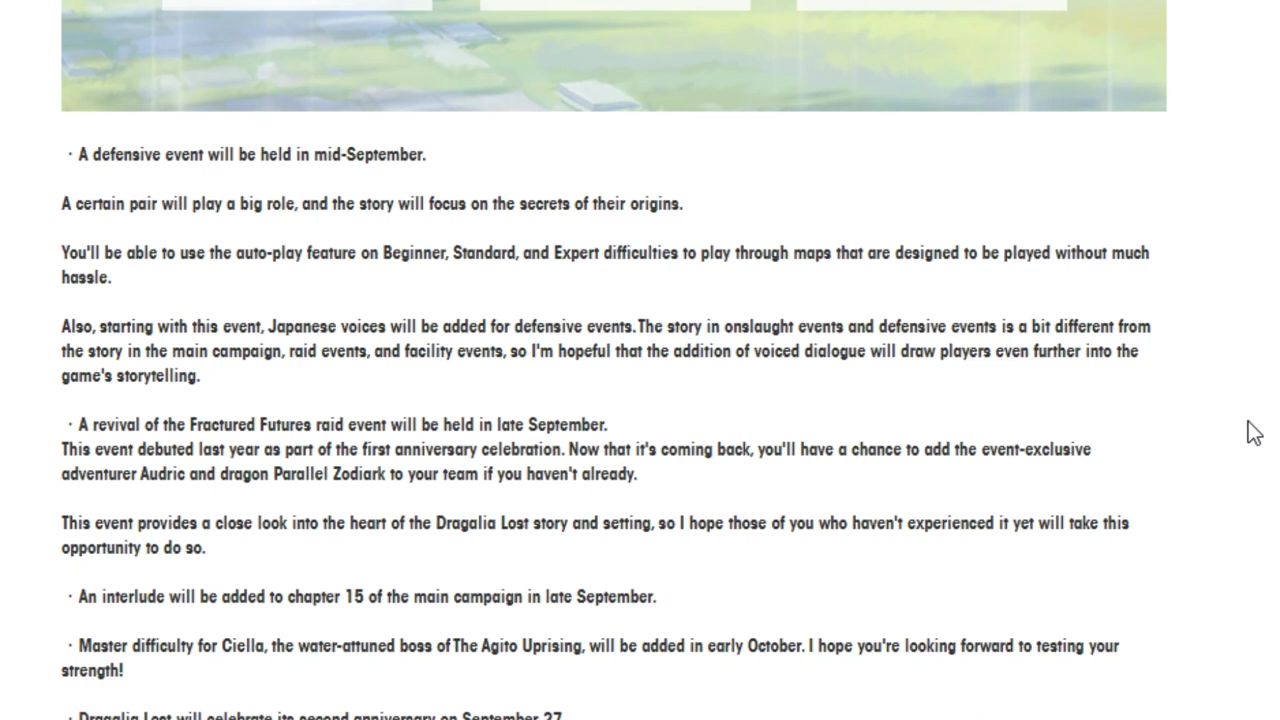 · A defensive event will be held in mid-September.
A certain pair will play a big role, and the story will focus on the secrets of their origins.
You'll be able to use the auto-play feature on Beginner, Standard, and Expert difficulties to play through maps that are designed to be played without much
hassle.
Also, starting with this event, Japanese voices will be added for defensive events.The story in onslaught events and defensive events is a bit different from
the story in the main campaign, raid events, and facility events, so I'm hopeful that the addition of voiced dialogue will draw players even further into the
game's storytelling.
· A revival of the Fractured Futures raid event will be held in late September.
This event debuted last year as part of the first anniversary celebration. Now that it's coming back, you'll have a chance to add the event-exclusive
adventurer Audric and dragon Parallel Zodiark to your team if you haven't already.
This event provides a close look into the heart of the Dragalia Lost story and setting, so I hope those of you who haven't experienced it yet will take this
opportunity to do so.
· An interlude will be added to chapter 15 of the main campaign in late September.
· Master difficulty for Ciella, the water-attuned boss of The Agito Uprising, will be added in early October. I hope you're looking forward to testing your
strength!
· Dragalia Lost will celebrate its second anniversary on September 27